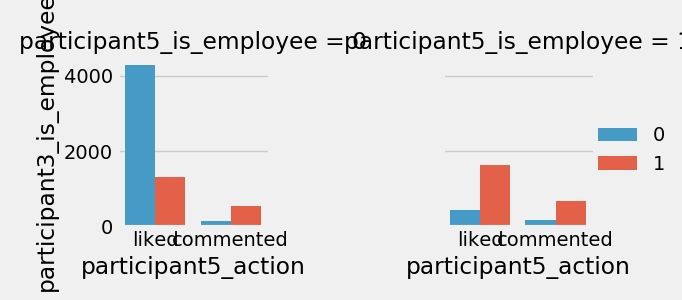 participant5_is_employee = 0
participant5_is_employee = 1
participant3_is_employee
4000
2000
0
liked
commented
liked
commented
participant5_action
participant5_action
0
1